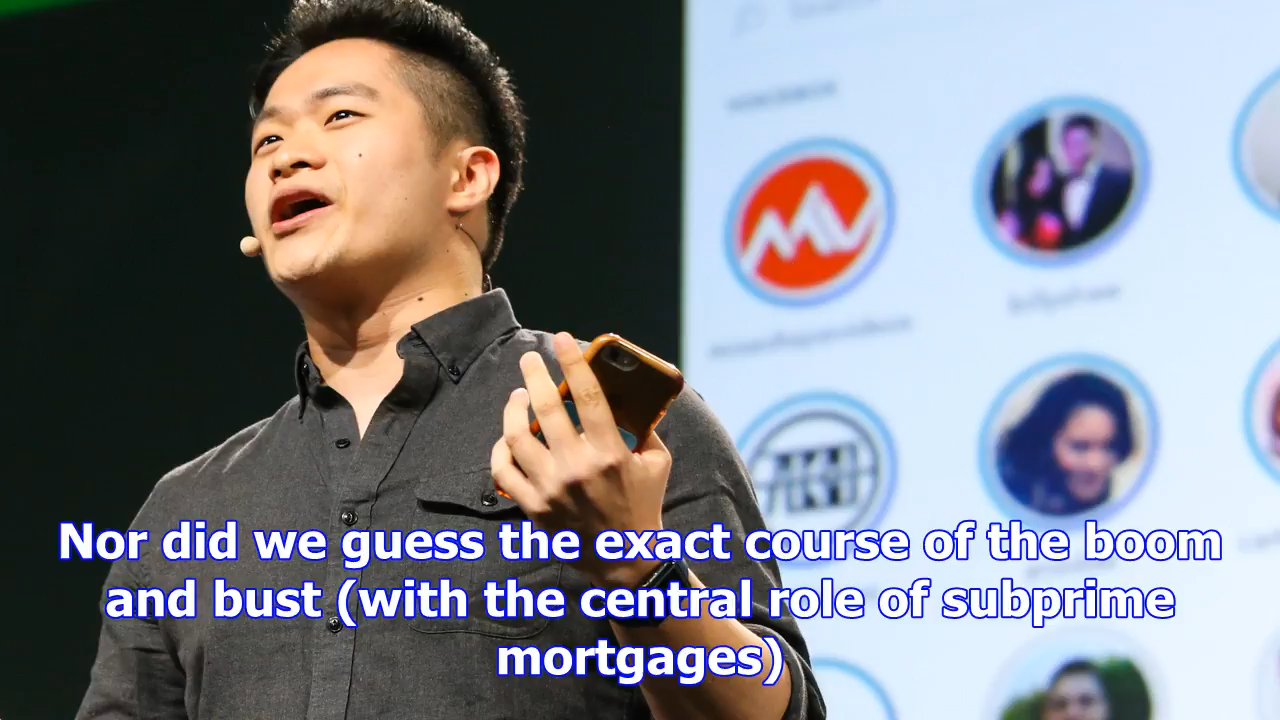 Nor did we guess the exact course of the boom
and bust (with the central role of subprime
mortgages)